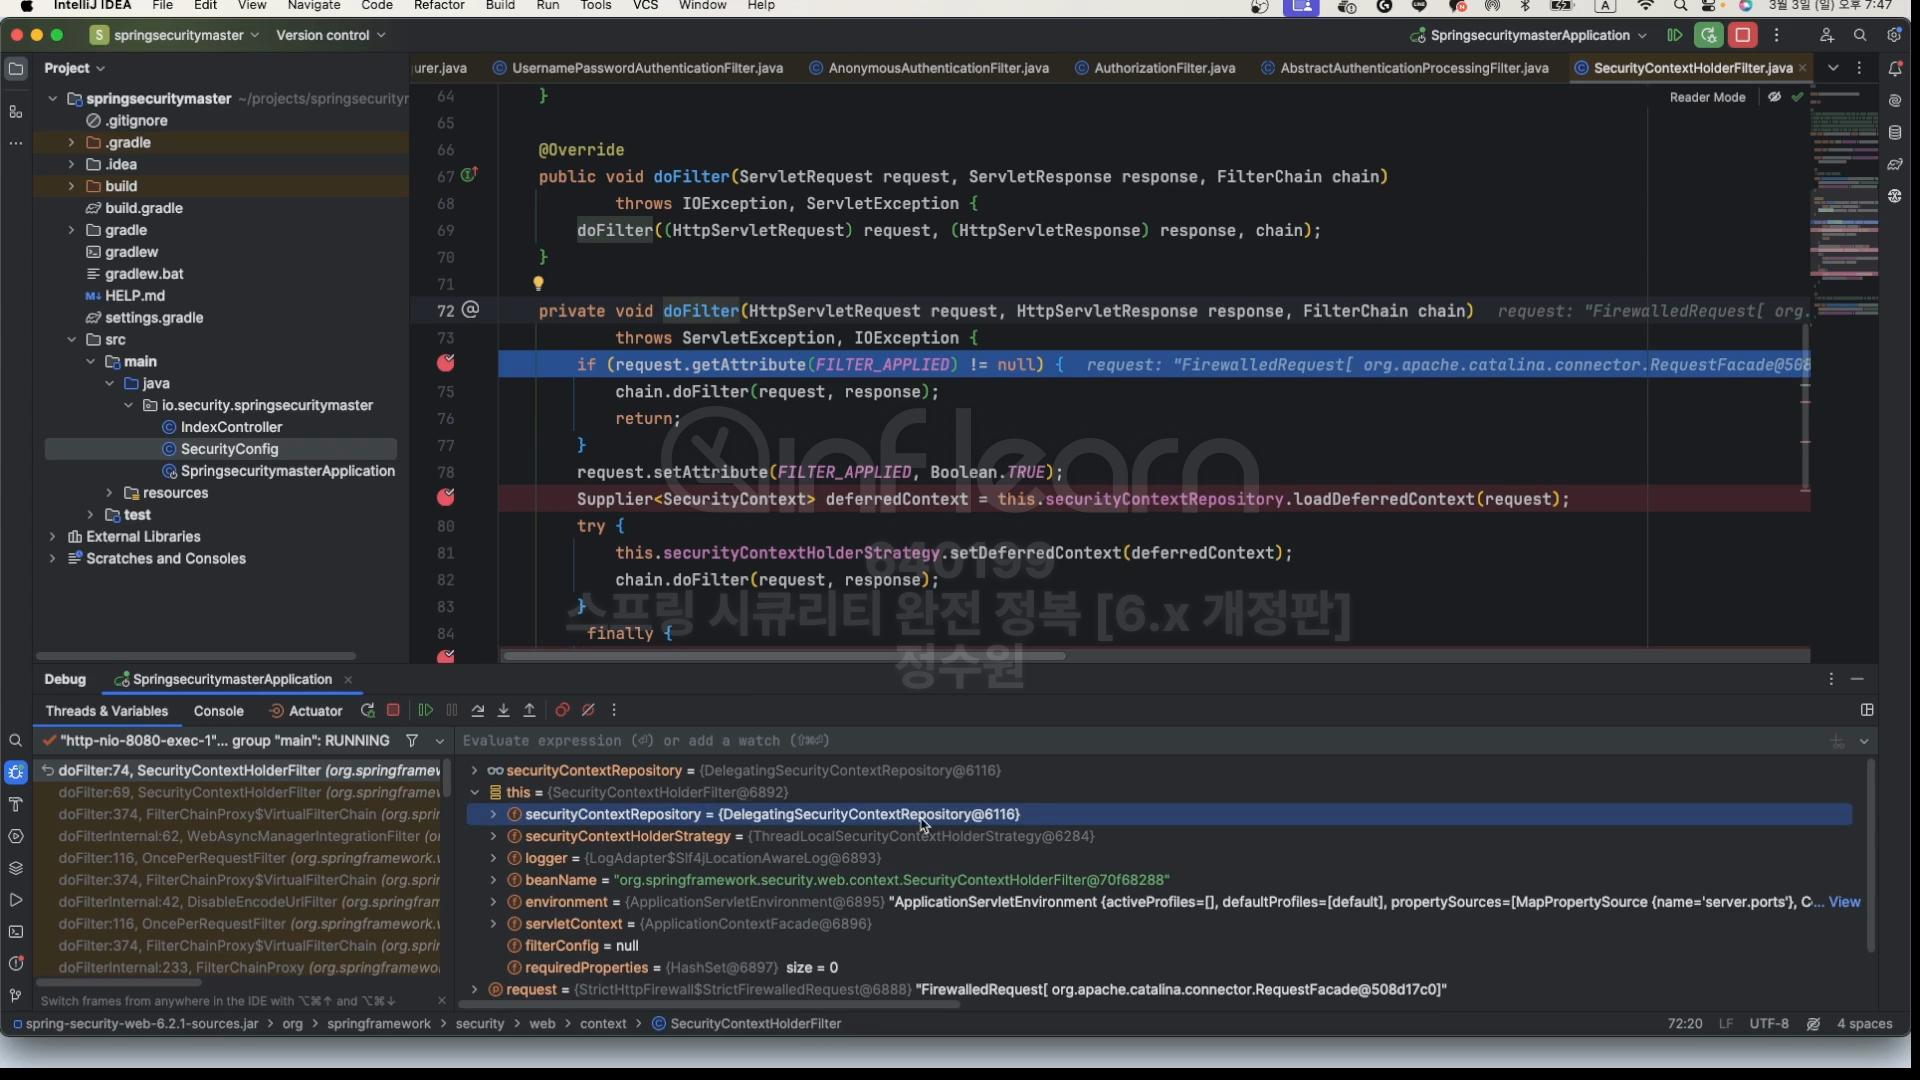 IntelliJ IDEA File Edit View Navigate Code Refactor Build Run Tools VCS Window Help A 3월 3일 (일) 오후 7:47
S springsecuritymaster Version control SpringsecuritymasterApplication
Project
urer.java UsernamePasswordAuthenticationFilter.java AnonymousAuthenticationFilter.java AuthorizationFilter.java AbstractAuthenticationProcessingFilter.java SecurityContextHolderFilter.java
Reader Mode
springsecuritymaster ~/projects/springsecurityr
.gitignore
.gradle
.idea
build
build.gradle
gradle
gradlew
gradlew.bat
HELP.md
settings.gradle
src
main
java
io.security.springsecuritymaster
IndexController
SecurityConfig
SpringsecuritymasterApplication
resources
test
External Libraries
Scratches and Consoles
64 }
65
66 @Override
67 public void doFilter(ServletRequest request, ServletResponse response, FilterChain chain)
68 throws IOException, ServletException {
69 doFilter((HttpServletRequest) request, (HttpServletResponse) response, chain);
70 }
71
72 private void doFilter(HttpServletRequest request, HttpServletResponse response, FilterChain chain) request: "FirewalledRequest[ org.
73 throws ServletException, IOException {
if (request.getAttribute(FILTER_APPLIED) != null) { request: "FirewalledRequest[ org.apache.catalina.connector.RequestFacade@508
75 chain.doFilter(request, response);
76 return;
77 }
78 request.setAttribute(FILTER_APPLIED, Boolean.TRUE);
Supplier<SecurityContext> deferredContext = this.securityContextRepository.loadDeferredContext(request);
80 try {
81 this.securityContextHolderStrategy.setDeferredContext(deferredContext);
82 chain.doFilter(request, response);
83 }
84 finally {
inflearn
640199
스프링 시큐리티 완전 정복 [6.x 개정판]
정수원
Debug SpringsecuritymasterApplication
Threads & Variables Console Actuator
"http-nio-8080-exec-1"... group "main": RUNNING
Evaluate expression (⏎) or add a watch (⇧⌘⏎)
doFilter:74, SecurityContextHolderFilter (org.springframew
doFilter:69, SecurityContextHolderFilter (org.springframew
doFilter:374, FilterChainProxy$VirtualFilterChain (org.sprir
doFilterInternal:62, WebAsyncManagerIntegrationFilter (o
doFilter:116, OncePerRequestFilter (org.springframework.v
doFilter:374, FilterChainProxy$VirtualFilterChain (org.sprir
doFilterInternal:42, DisableEncodeUrlFilter (org.springfram
doFilter:116, OncePerRequestFilter (org.springframework.v
doFilter:374, FilterChainProxy$VirtualFilterChain (org.sprir
doFilterInternal:233, FilterChainProxy (org.springframewo
Switch frames from anywhere in the IDE with ⌥⌘↑ and ⌥⌘↓
securityContextRepository = {DelegatingSecurityContextRepository@6116}
this = {SecurityContextHolderFilter@6892}
securityContextRepository = {DelegatingSecurityContextRepository@6116}
securityContextHolderStrategy = {ThreadLocalSecurityContextHolderStrategy@6284}
logger = {LogAdapter$Slf4jLocationAwareLog@6893}
beanName = "org.springframework.security.web.context.SecurityContextHolderFilter@70f68288"
environment = {ApplicationServletEnvironment@6895} "ApplicationServletEnvironment {activeProfiles=[], defaultProfiles=[default], propertySources=[MapPropertySource {name='server.ports'}, C... View
servletContext = {ApplicationContextFacade@6896}
filterConfig = null
requiredProperties = {HashSet@6897} size = 0
request = {StrictHttpFirewall$StrictFirewalledRequest@6888} "FirewalledRequest[ org.apache.catalina.connector.RequestFacade@508d17c0]"
spring-security-web-6.2.1-sources.jar > org > springframework > security > web > context > SecurityContextHolderFilter
72:20 LF UTF-8 4 spaces